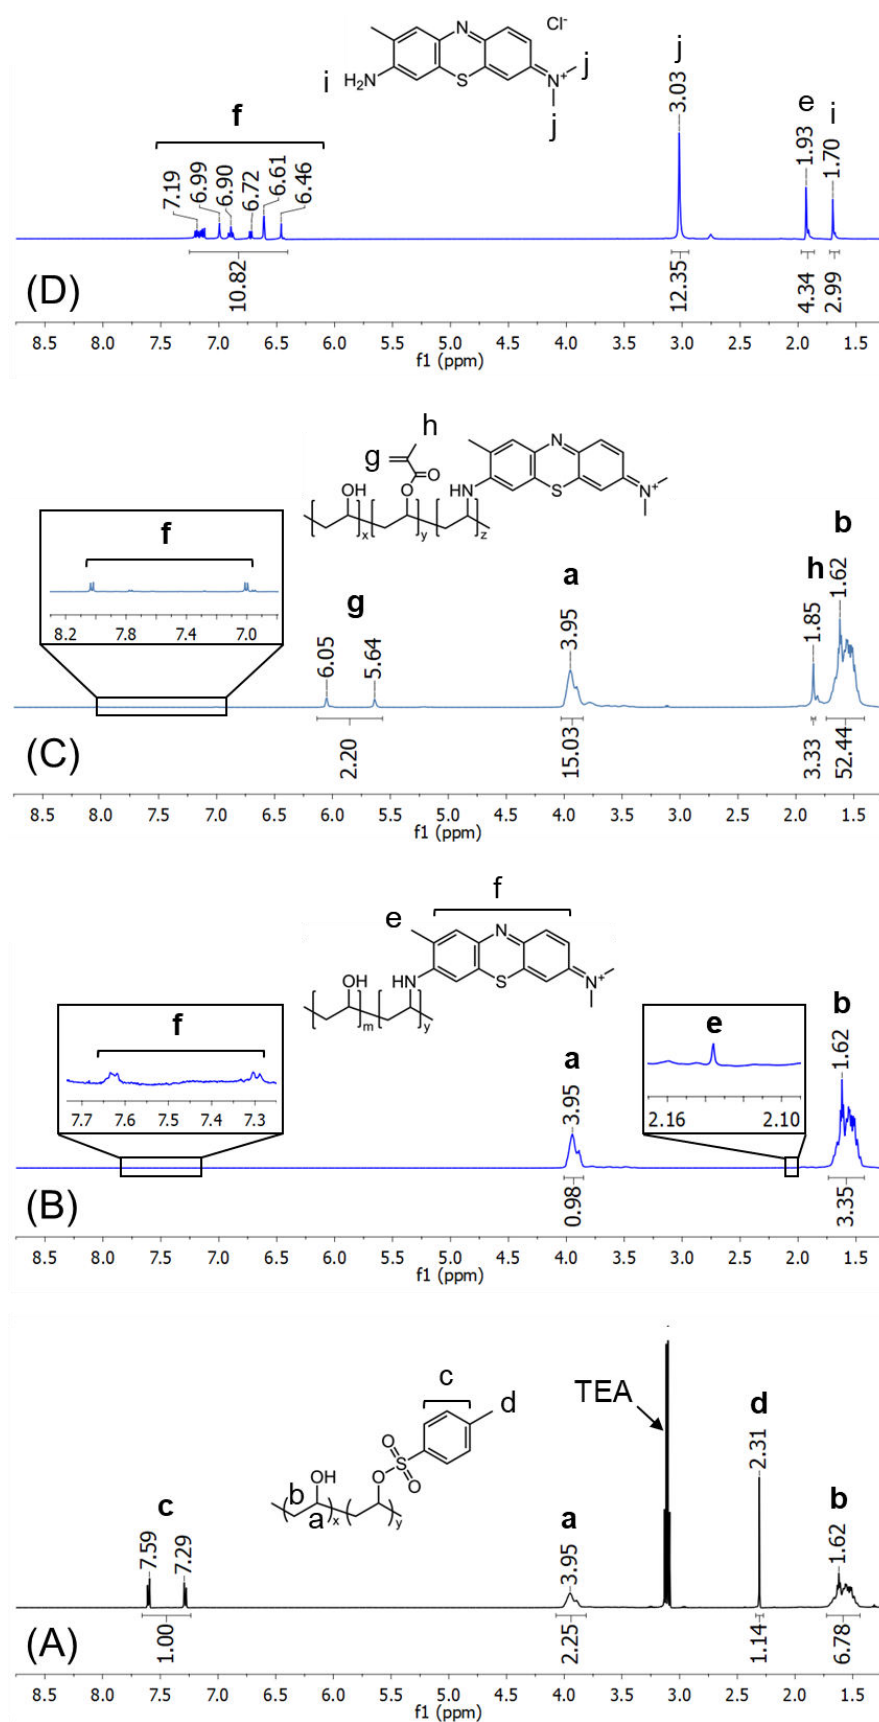 Cl-
N
S
N+
H2N
i
j
j
f
7.19
6.99
6.90
6.72
6.61
6.46
j
3.03
e
1.93
i
1.70
10.82
12.35
4.34
2.99
(D)
8.5 8.0 7.5 7.0 6.5 6.0 5.5 5.0 4.5 4.0 3.5 3.0 2.5 2.0 1.5
f1 (ppm)
h
g
O
O
OH
HN
N
S
N+
x
y
z
f
8.2 7.8 7.4 7.0
g
6.05
5.64
a
3.95
h
1.85
b
1.62
2.20
15.03
3.33
52.44
(C)
8.5 8.0 7.5 7.0 6.5 6.0 5.5 5.0 4.5 4.0 3.5 3.0 2.5 2.0 1.5
f1 (ppm)
e
f
OH
HN
N
S
N+
m
y
f
7.7 7.6 7.5 7.4 7.3
a
3.95
e
2.16 2.10
b
1.62
0.98
3.35
(B)
8.5 8.0 7.5 7.0 6.5 6.0 5.5 5.0 4.5 4.0 3.5 3.0 2.5 2.0 1.5
f1 (ppm)
c
d
O
S
O
O
OH
b
a
x
y
TEA
c
7.59
7.29
a
3.95
d
2.31
b
1.62
1.00
2.25
1.14
6.78
(A)
8.5 8.0 7.5 7.0 6.5 6.0 5.5 5.0 4.5 4.0 3.5 3.0 2.5 2.0 1.5
f1 (ppm)